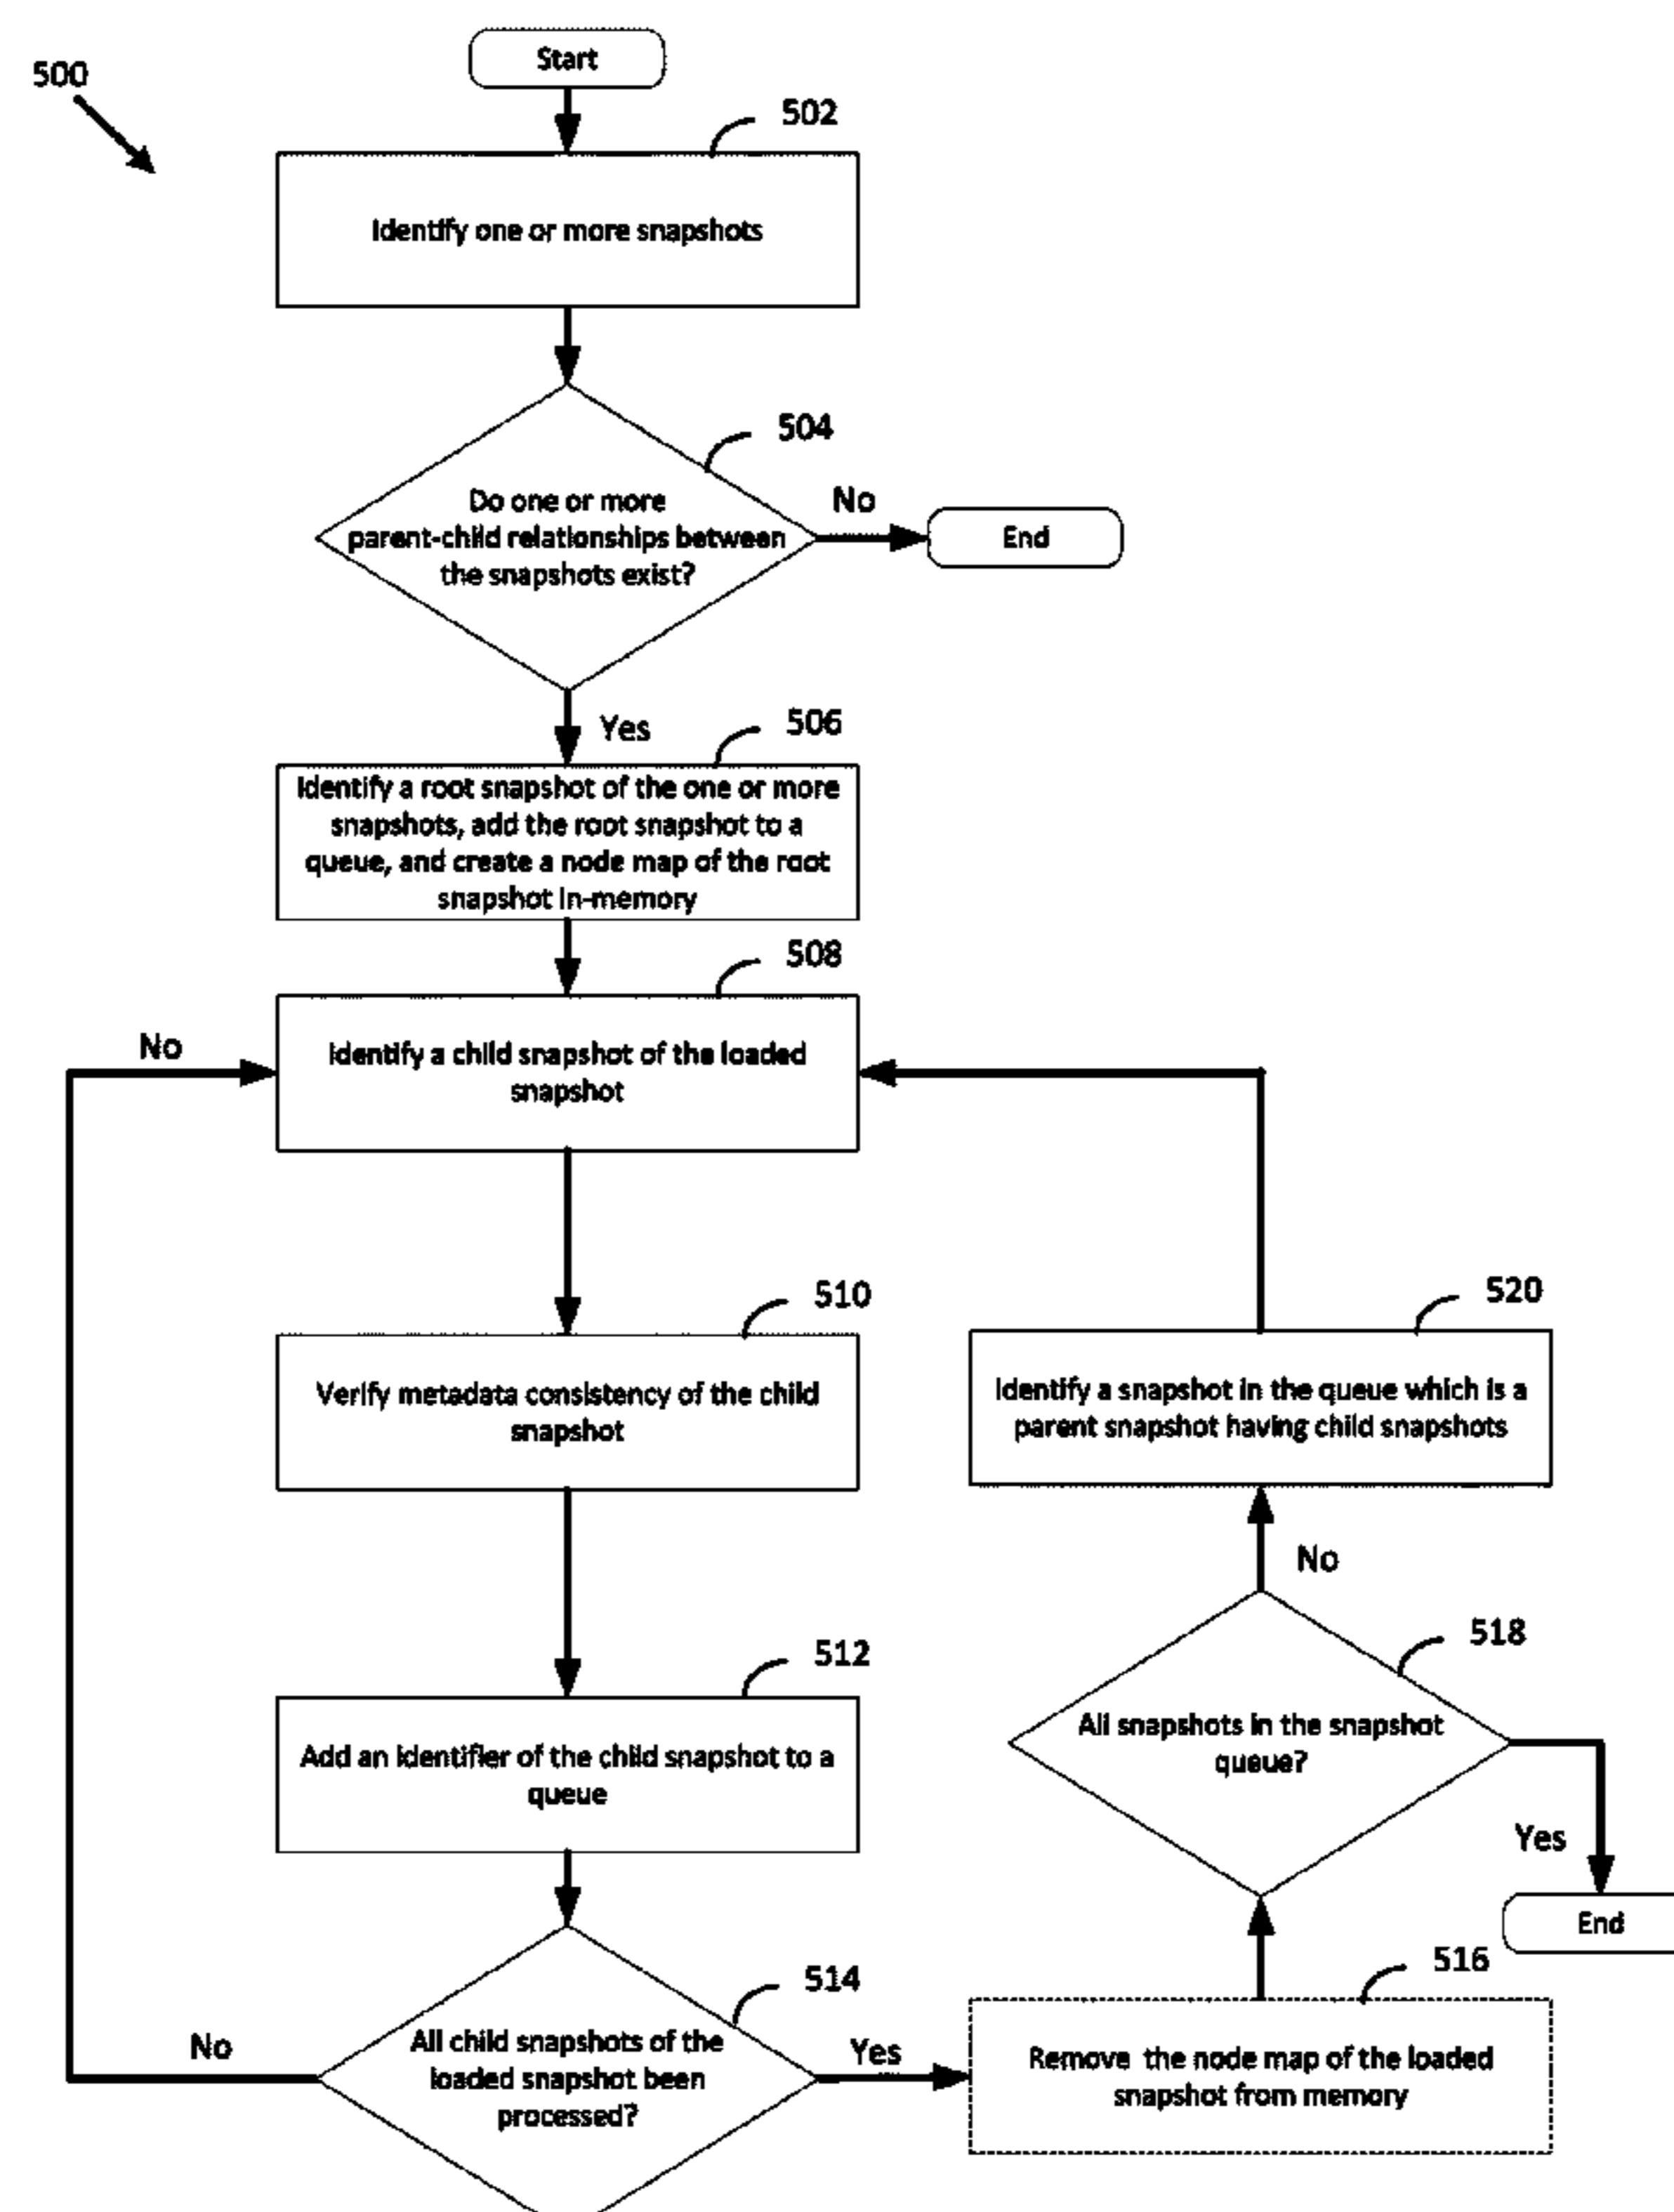 500
Start
502
Identify one or more snapshots
504
Do one or more
parent-child relationships between
the snapshots exist?
No
End
Yes
506
Identify a root snapshot of the one or more
snapshots, add the root snapshot to a
queue, and create a node map of the root
snapshot in-memory
508
No
Identify a child snapshot of the loaded
snapshot
510
Verify metadata consistency of the child
snapshot
520
Identify a snapshot in the queue which is a
parent snapshot having child snapshots
No
512
Add an identifier of the child snapshot to a
queue
518
All snapshots in the snapshot
queue?
Yes
End
514
All child snapshots of the
loaded snapshot been
processed?
No
Yes
516
Remove the node map of the loaded
snapshot from memory